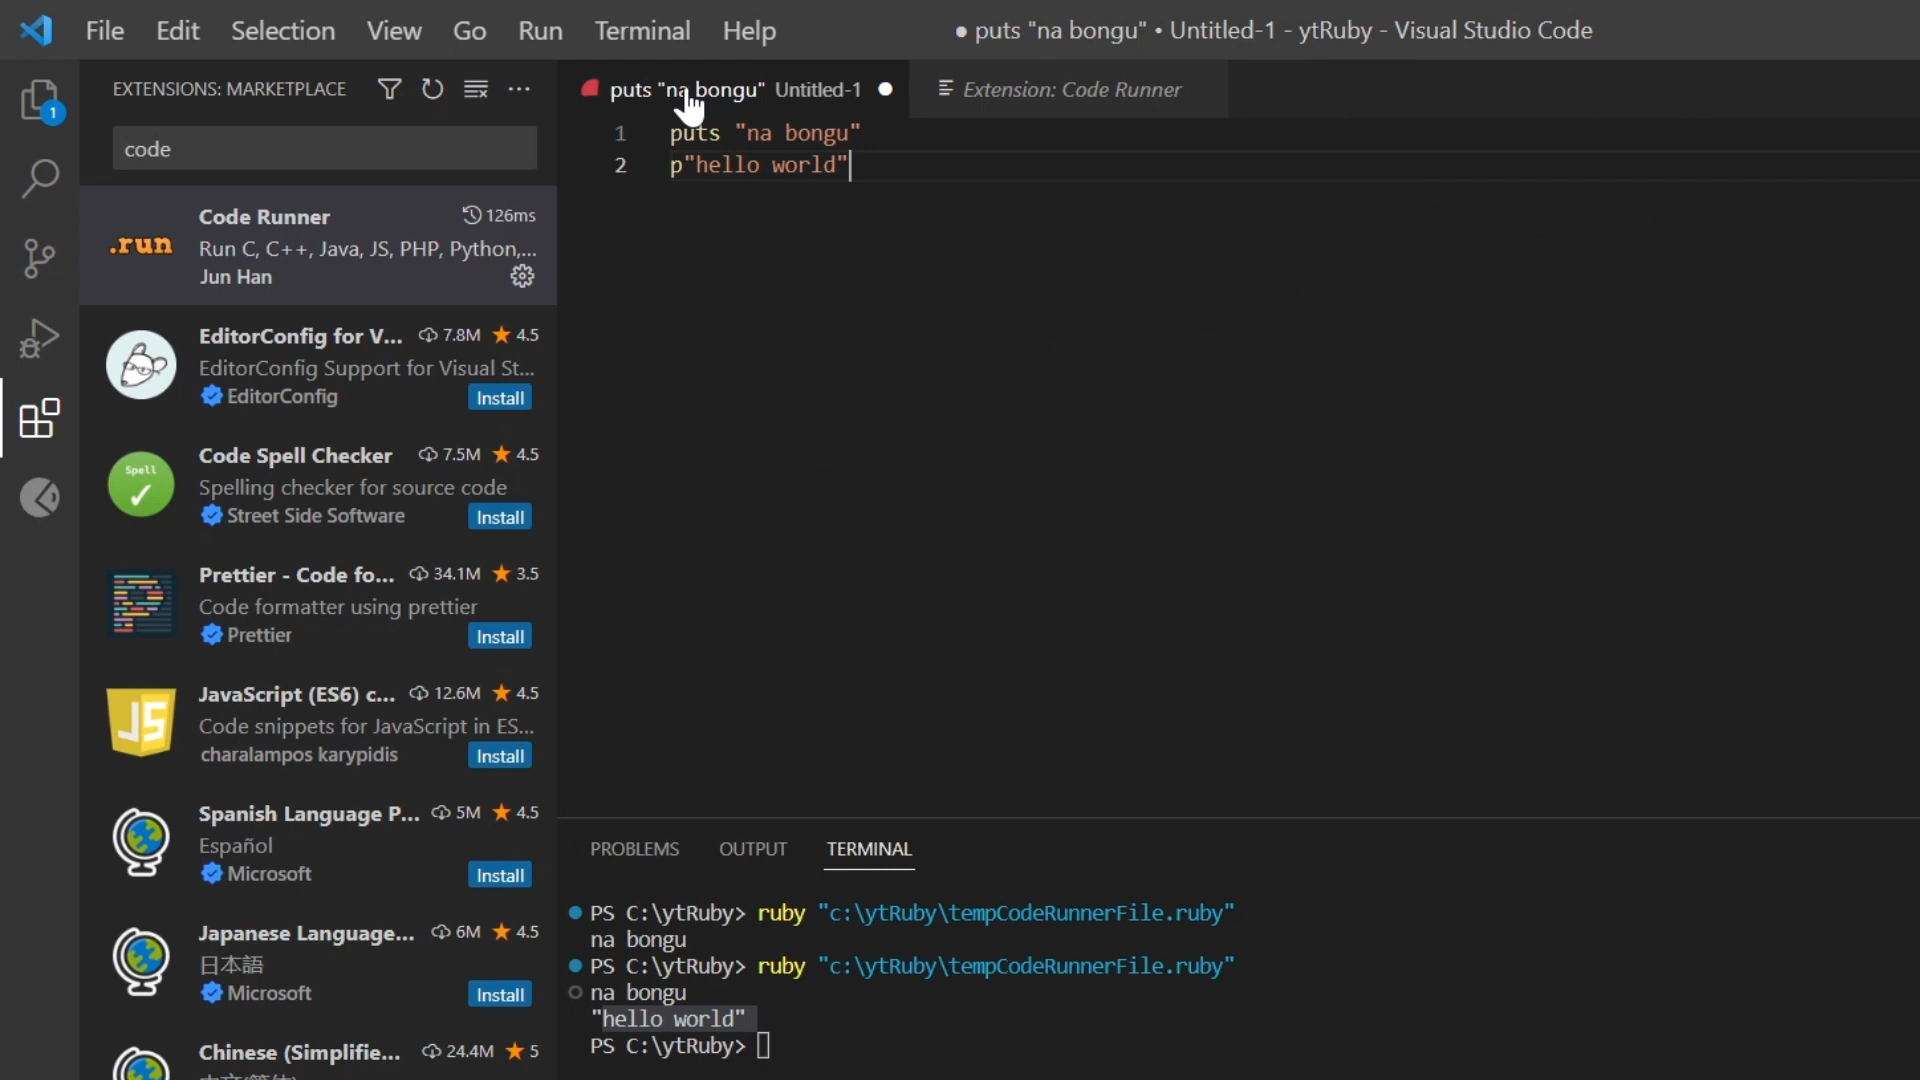 File Edit Selection View Go Run Terminal Help
● puts "na bongu" • Untitled-1 - ytRuby - Visual Studio Code
EXTENSIONS: MARKETPLACE
code
1
.run
Code Runner 126ms
Run C, C++, Java, JS, PHP, Python,...
Jun Han
EditorConfig for V... 7.8M ★ 4.5
EditorConfig Support for Visual St...
EditorConfig Install
Spell
Code Spell Checker 7.5M ★ 4.5
Spelling checker for source code
Street Side Software Install
Prettier - Code fo... 34.1M ★ 3.5
Code formatter using prettier
Prettier Install
JS
JavaScript (ES6) c... 12.6M ★ 4.5
Code snippets for JavaScript in ES...
charalampos karypidis Install
Spanish Language P... 5M ★ 4.5
Español
Microsoft Install
Japanese Language... 6M ★ 4.5
日本語
Microsoft Install
Chinese (Simplifie... 24.4M ★ 5
puts "na bongu" Untitled-1 ●
Extension: Code Runner
1 puts "na bongu"
2 p"hello world"
PROBLEMS OUTPUT TERMINAL
PS C:\ytRuby> ruby "c:\ytRuby\tempCodeRunnerFile.ruby"
na bongu
PS C:\ytRuby> ruby "c:\ytRuby\tempCodeRunnerFile.ruby"
na bongu
"hello world"
PS C:\ytRuby>